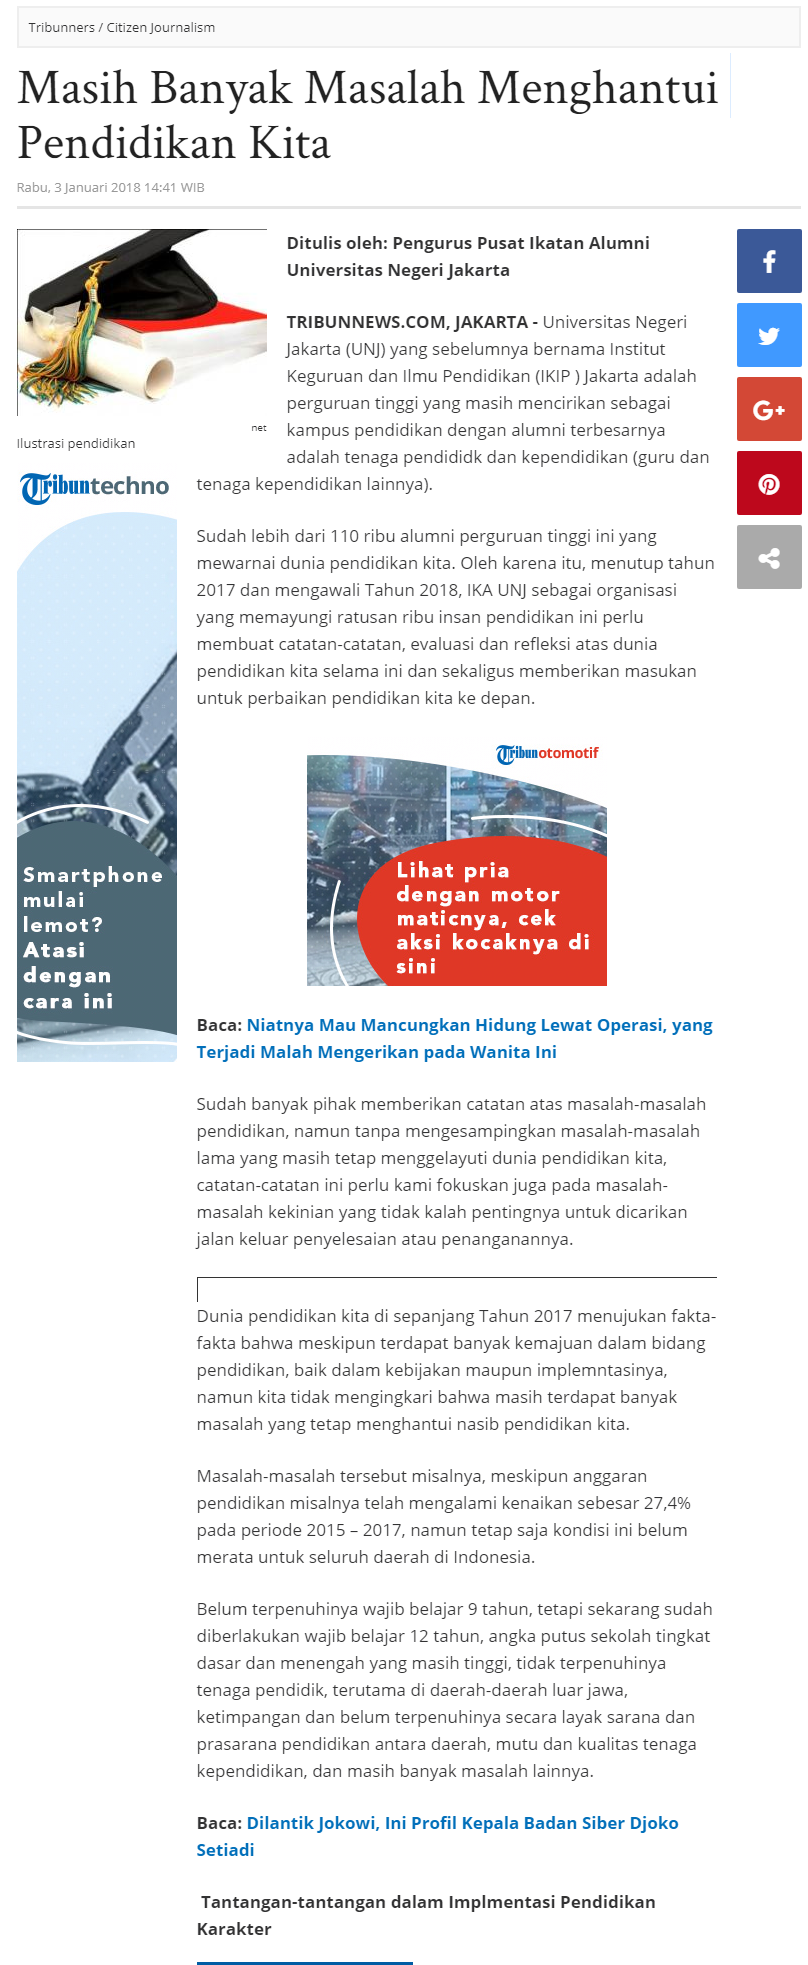 Tribunners / Citizen Journalism
Masih Banyak Masalah Menghantui
Pendidikan Kita
Rabu, 3 Januari 2018 14:41 WIB
net
Ilustrasi pendidikan
Ditulis oleh: Pengurus Pusat Ikatan Alumni
Universitas Negeri Jakarta
TRIBUNNEWS.COM, JAKARTA - Universitas Negeri
Jakarta (UNJ) yang sebelumnya bernama Institut
Keguruan dan Ilmu Pendidikan (IKIP ) Jakarta adalah
perguruan tinggi yang masih mencirikan sebagai
kampus pendidikan dengan alumni terbesarnya
adalah tenaga pendididk dan kependidikan (guru dan
tenaga kependidikan lainnya).
Tribuntechno
Smartphone
mulai
lemot?
Atasi
dengan
cara ini
Sudah lebih dari 110 ribu alumni perguruan tinggi ini yang
mewarnai dunia pendidikan kita. Oleh karena itu, menutup tahun
2017 dan mengawali Tahun 2018, IKA UNJ sebagai organisasi
yang memayungi ratusan ribu insan pendidikan ini perlu
membuat catatan-catatan, evaluasi dan refleksi atas dunia
pendidikan kita selama ini dan sekaligus memberikan masukan
untuk perbaikan pendidikan kita ke depan.
Tribunotomotif
Lihat pria
dengan motor
maticnya, cek
aksi kocaknya di
sini
Baca: Niatnya Mau Mancungkan Hidung Lewat Operasi, yang
Terjadi Malah Mengerikan pada Wanita Ini
Sudah banyak pihak memberikan catatan atas masalah-masalah
pendidikan, namun tanpa mengesampingkan masalah-masalah
lama yang masih tetap menggelayuti dunia pendidikan kita,
catatan-catatan ini perlu kami fokuskan juga pada masalah-
masalah kekinian yang tidak kalah pentingnya untuk dicarikan
jalan keluar penyelesaian atau penanganannya.
Dunia pendidikan kita di sepanjang Tahun 2017 menujukan fakta-
fakta bahwa meskipun terdapat banyak kemajuan dalam bidang
pendidikan, baik dalam kebijakan maupun implemntasinya,
namun kita tidak mengingkari bahwa masih terdapat banyak
masalah yang tetap menghantui nasib pendidikan kita.
Masalah-masalah tersebut misalnya, meskipun anggaran
pendidikan misalnya telah mengalami kenaikan sebesar 27,4%
pada periode 2015 – 2017, namun tetap saja kondisi ini belum
merata untuk seluruh daerah di Indonesia.
Belum terpenuhinya wajib belajar 9 tahun, tetapi sekarang sudah
diberlakukan wajib belajar 12 tahun, angka putus sekolah tingkat
dasar dan menengah yang masih tinggi, tidak terpenuhinya
tenaga pendidik, terutama di daerah-daerah luar jawa,
ketimpangan dan belum terpenuhinya secara layak sarana dan
prasarana pendidikan antara daerah, mutu dan kualitas tenaga
kependidikan, dan masih banyak masalah lainnya.
Baca: Dilantik Jokowi, Ini Profil Kepala Badan Siber Djoko
Setiadi
Tantangan-tantangan dalam Implmentasi Pendidikan
Karakter